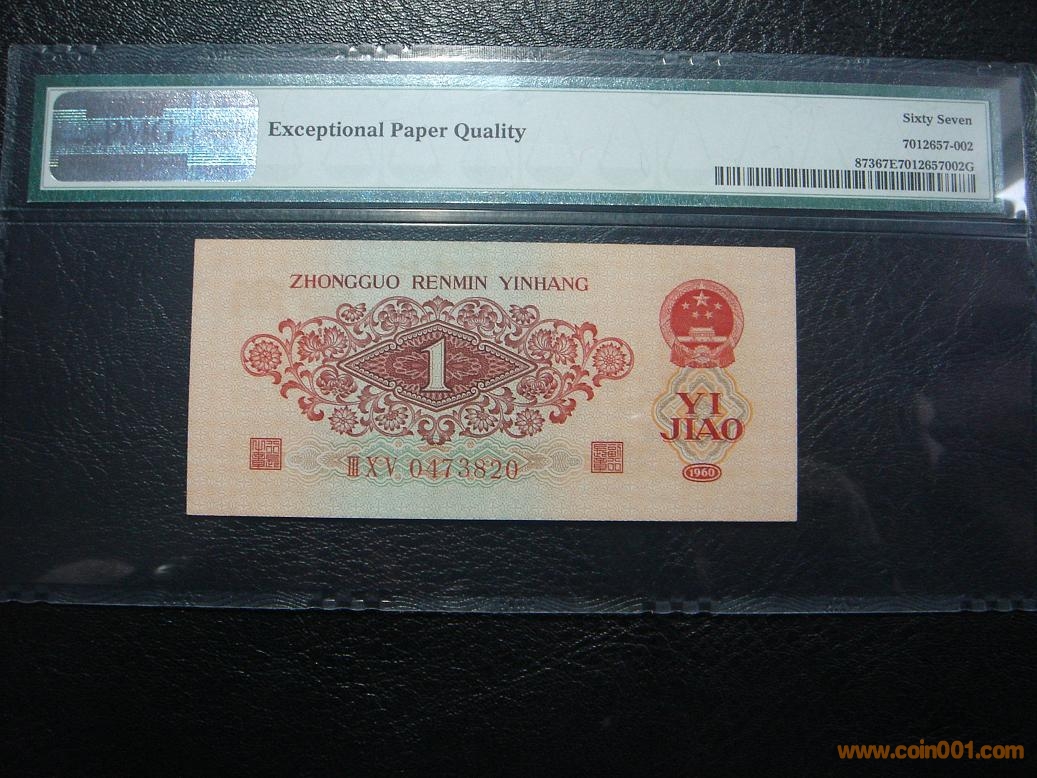 PMG
Exceptional Paper Quality
Sixty Seven
7012657-002
87367E7012657002G
ZHONGGUO RENMIN YINHANG
1
YI
JIAO
III X V 0473820
1960
www.coin001.com